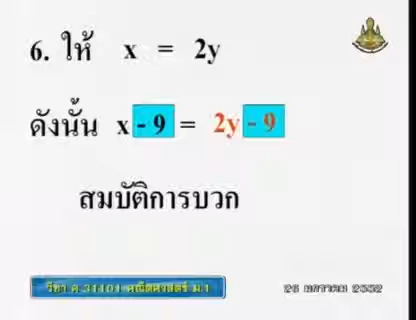 6. ให้ x = 2y
ดังนั้น x - 9 = 2y - 9
สมบัติการบวก
วิชา ค 31101 คณิตศาสตร์ ม.1
26 มกราคม 2552